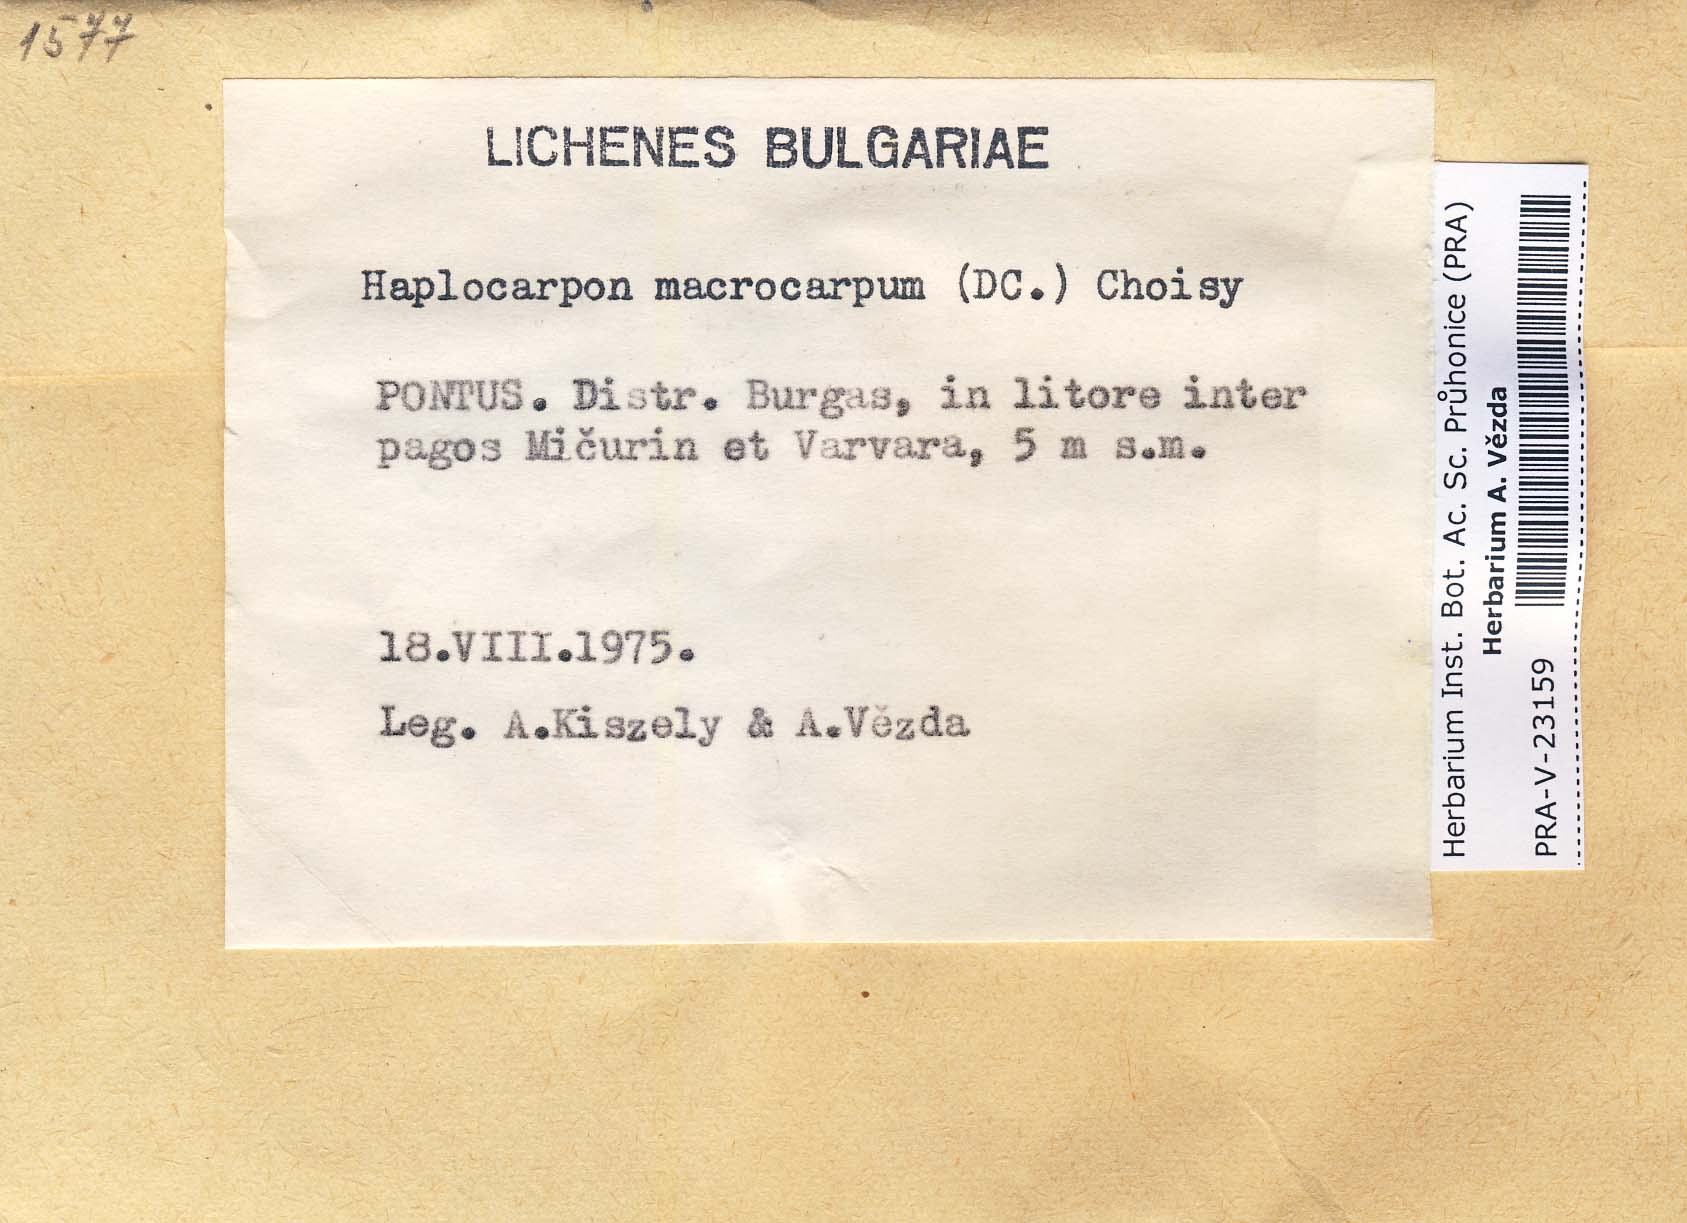 1577
LICHENES BULGARIAE
Haplocarpon macrocarpum (DC.) Choisy
PONTUS. Distr. Burgas, in litore inter
pagos Mičurin et Varvara, 5 m s.m.
18.VIII.1975.
Leg. A.Kiszely & A.Vězda
Herbarium Inst. Bot. Ac. Sc. Průhonice (PRA)
Herbarium A. Vězda
PRA-V-23159